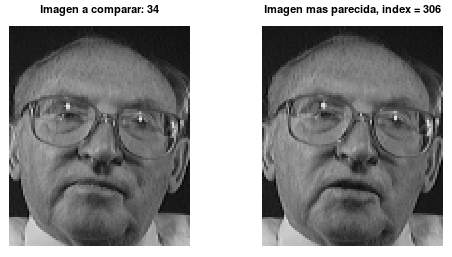 Imagen a comparar: 34
Imagen mas parecida, index = 306